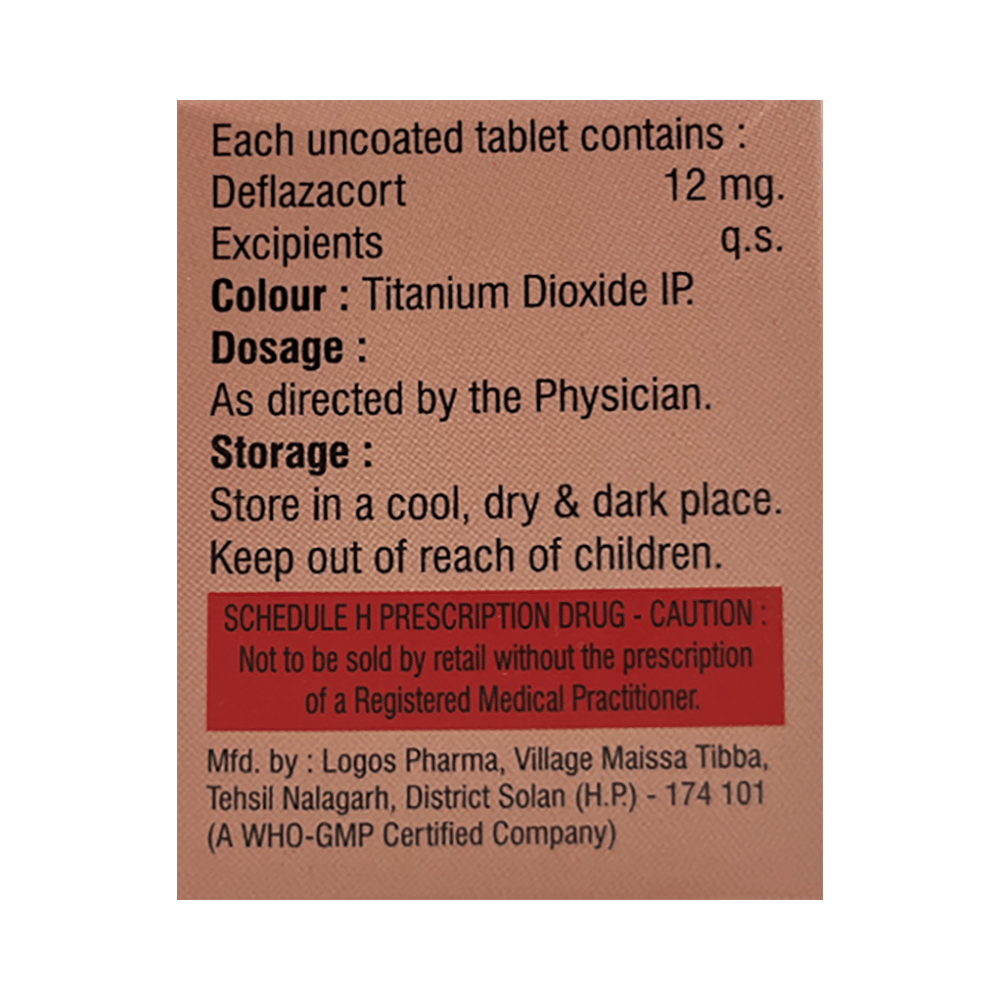 Each uncoated tablet contains :
Deflazacort 12 mg.
Excipients q.s.
Colour : Titanium Dioxide IP.
Dosage :
As directed by the Physician.
Storage :
Store in a cool, dry & dark place.
Keep out of reach of children.
SCHEDULE H PRESCRIPTION DRUG - CAUTION :
Not to be sold by retail without the prescription
of a Registered Medical Practitioner.
Mfd. by : Logos Pharma, Village Maissa Tibba,
Tehsil Nalagarh, District Solan (H.P.) - 174 101
(A WHO-GMP Certified Company)